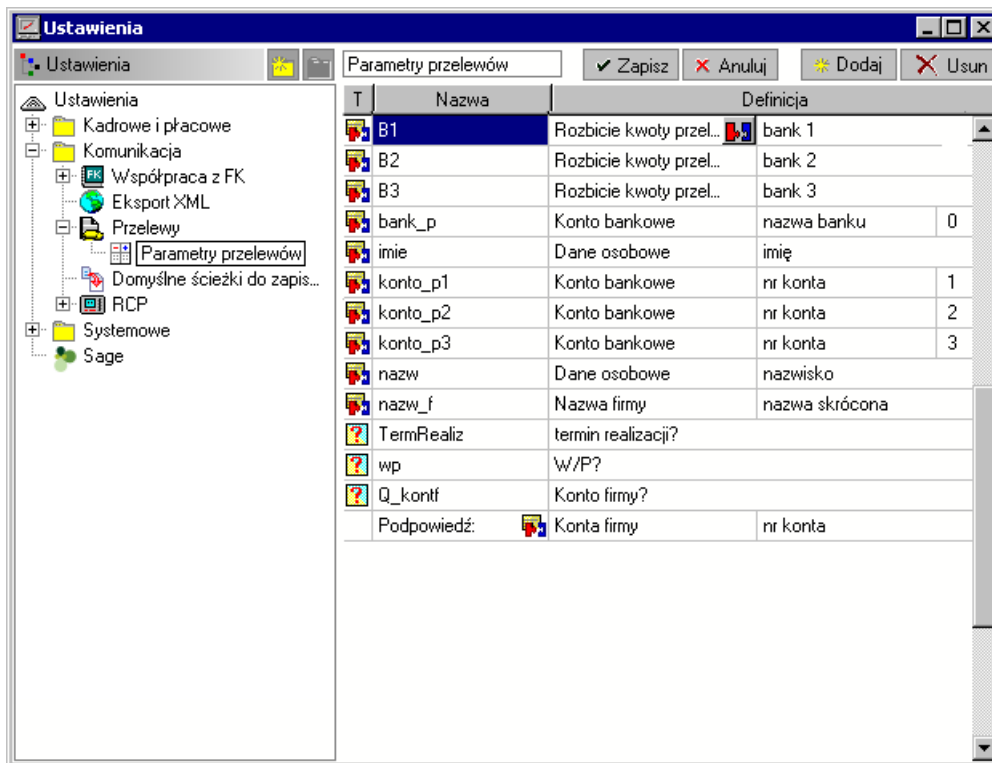 Ustawienia
Ustawienia Parametry przelewów Zapisz Anuluj Dodaj Usun
Ustawienia
Kadrowe i płacowe
Komunikacja
FK Współpraca z FK
Eksport XML
Przelewy
Parametry przelewów
Domyślne ścieżki do zapis...
RCP
Systemowe
Sage
T Nazwa Definicja
B1 Rozbicie kwoty przel... bank 1
B2 Rozbicie kwoty przel... bank 2
B3 Rozbicie kwoty przel... bank 3
bank_p Konto bankowe nazwa banku 0
imie Dane osobowe imię
konto_p1 Konto bankowe nr konta 1
konto_p2 Konto bankowe nr konta 2
konto_p3 Konto bankowe nr konta 3
nazw Dane osobowe nazwisko
nazw_f Nazwa firmy nazwa skrócona
? TermRealiz termin realizacji?
? wp W/P?
? Q_kontf Konto firmy?
Podpowiedź: Konta firmy nr konta